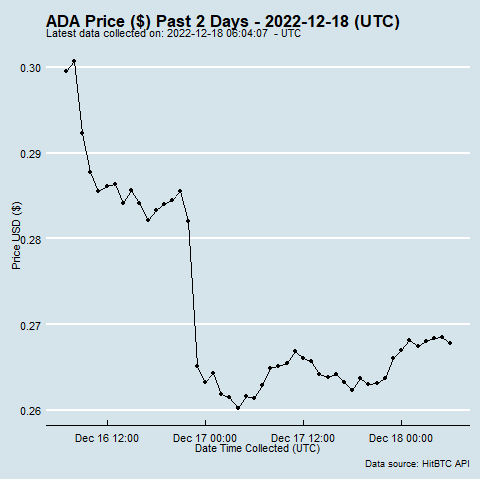 ADA Price ($) Past 2 Days - 2022-12-18 (UTC)
Latest data collected on: 2022-12-18 06:04:07  - UTC
0.30
0.29
0.28
0.27
0.26
Price USD ($)
Dec 16 12:00
Dec 17 00:00
Dec 17 12:00
Dec 18 00:00
Date Time Collected (UTC)
Data source: HitBTC API